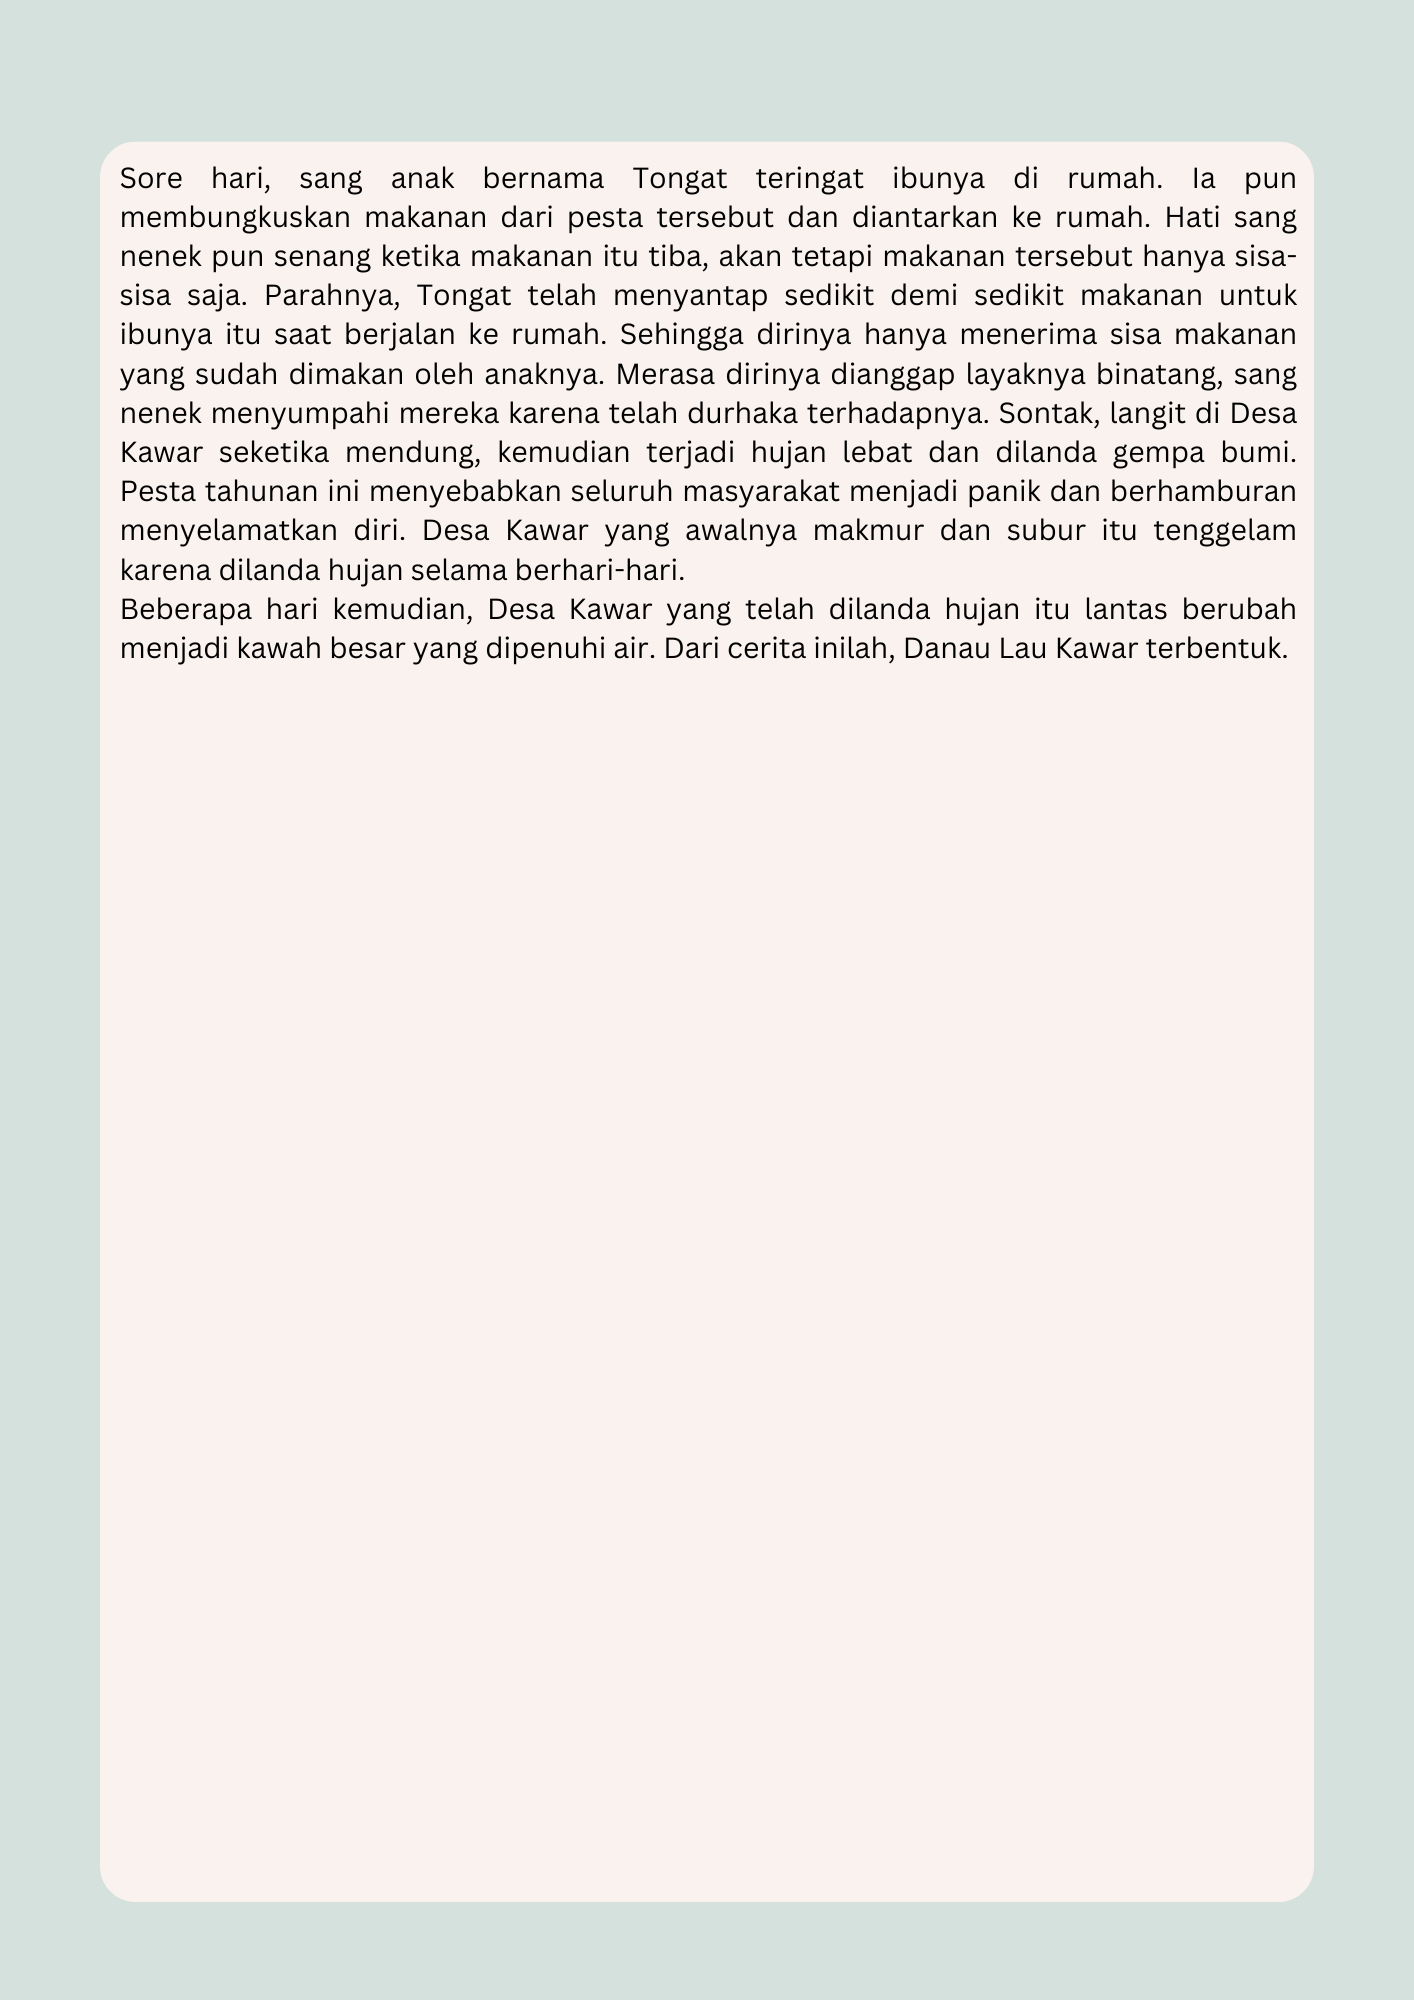 Sore hari, sang anak bernama Tongat teringat ibunya di rumah. Ia pun
membungkuskan makanan dari pesta tersebut dan diantarkan ke rumah. Hati sang
nenek pun senang ketika makanan itu tiba, akan tetapi makanan tersebut hanya sisa-
sisa saja. Parahnya, Tongat telah menyantap sedikit demi sedikit makanan untuk
ibunya itu saat berjalan ke rumah. Sehingga dirinya hanya menerima sisa makanan
yang sudah dimakan oleh anaknya. Merasa dirinya dianggap layaknya binatang, sang
nenek menyumpahi mereka karena telah durhaka terhadapnya. Sontak, langit di Desa
Kawar seketika mendung, kemudian terjadi hujan lebat dan dilanda gempa bumi.
Pesta tahunan ini menyebabkan seluruh masyarakat menjadi panik dan berhamburan
menyelamatkan diri. Desa Kawar yang awalnya makmur dan subur itu tenggelam
karena dilanda hujan selama berhari-hari.
Beberapa hari kemudian, Desa Kawar yang telah dilanda hujan itu lantas berubah
menjadi kawah besar yang dipenuhi air. Dari cerita inilah, Danau Lau Kawar terbentuk.